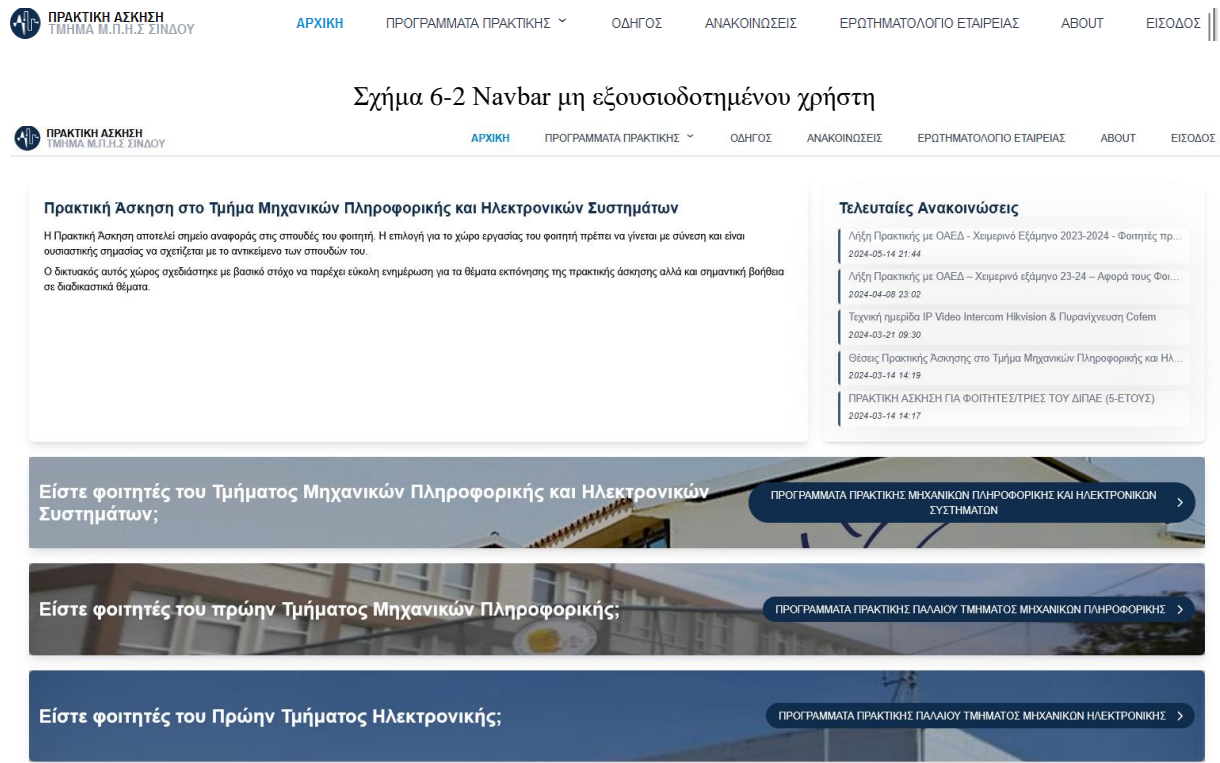 ΠΡΑΚΤΙΚΗ ΑΣΚΗΣΗ
ΤΜΗΜΑ Μ.Π.Η.Σ ΣΙΝΔΟΥ
ΑΡΧΙΚΗ ΠΡΟΓΡΑΜΜΑΤΑ ΠΡΑΚΤΙΚΗΣ ΟΔΗΓΟΣ ΑΝΑΚΟΙΝΩΣΕΙΣ ΕΡΩΤΗΜΑΤΟΛΟΓΙΟ ΕΤΑΙΡΕΙΑΣ ABOUT ΕΙΣΟΔΟΣ
Σχήμα 6-2 Navbar μη εξουσιοδοτημένου χρήστη
ΠΡΑΚΤΙΚΗ ΑΣΚΗΣΗ
ΤΜΗΜΑ Μ.Π.Η.Σ ΣΙΝΔΟΥ
ΑΡΧΙΚΗ ΠΡΟΓΡΑΜΜΑΤΑ ΠΡΑΚΤΙΚΗΣ ΟΔΗΓΟΣ ΑΝΑΚΟΙΝΩΣΕΙΣ ΕΡΩΤΗΜΑΤΟΛΟΓΙΟ ΕΤΑΙΡΕΙΑΣ ABOUT ΕΙΣΟΔΟΣ
Πρακτική Άσκηση στο Τμήμα Μηχανικών Πληροφορικής και Ηλεκτρονικών Συστημάτων
Η Πρακτική Άσκηση αποτελεί σημείο αναφοράς στις σπουδές του φοιτητή. Η επιλογή για το χώρο εργασίας του φοιτητή πρέπει να γίνεται με σύνεση και είναι
ουσιαστικής σημασίας να σχετίζεται με το αντικείμενο των σπουδών του.
Ο δικτυακός αυτός χώρος σχεδιάστηκε με βασικό στόχο να παρέχει εύκολη ενημέρωση για τα θέματα εκπόνησης της πρακτικής άσκησης αλλά και σημαντική βοήθεια
σε διαδικαστικά θέματα.
Τελευταίες Ανακοινώσεις
Λήξη Πρακτικής με ΟΑΕΔ - Χειμερινό Εξάμηνο 2023-2024 - Φοιτητές πρ...
2024-05-14 21:44
Λήξη Πρακτικής με ΟΑΕΔ – Χειμερινό εξάμηνο 23-24 – Αφορά τους Φοι...
2024-04-08 23:02
Τεχνική ημερίδα IP Video Intercom Hikvision & Πυρανίχνευση Cofem
2024-03-21 09:30
Θέσεις Πρακτικής Άσκησης στο Τμήμα Μηχανικών Πληροφορικής και Ηλ...
2024-03-14 14:19
ΠΡΑΚΤΙΚΗ ΑΣΚΗΣΗ ΓΙΑ ΦΟΙΤΗΤΕΣ/ΤΡΙΕΣ ΤΟΥ ΔΙΠΑΕ (5-ΕΤΟΥΣ)
2024-03-14 14:17
Είστε φοιτητές του Τμήματος Μηχανικών Πληροφορικής και Ηλεκτρονικών
Συστημάτων;
ΠΡΟΓΡΑΜΜΑΤΑ ΠΡΑΚΤΙΚΗΣ ΜΗΧΑΝΙΚΩΝ ΠΛΗΡΟΦΟΡΙΚΗΣ ΚΑΙ ΗΛΕΚΤΡΟΝΙΚΩΝ
ΣΥΣΤΗΜΑΤΩΝ
Είστε φοιτητές του πρώην Τμήματος Μηχανικών Πληροφορικής;
ΠΡΟΓΡΑΜΜΑΤΑ ΠΡΑΚΤΙΚΗΣ ΠΑΛΑΙΟΥ ΤΜΗΜΑΤΟΣ ΜΗΧΑΝΙΚΩΝ ΠΛΗΡΟΦΟΡΙΚΗΣ
Είστε φοιτητές του Πρώην Τμήματος Ηλεκτρονικής;
ΠΡΟΓΡΑΜΜΑΤΑ ΠΡΑΚΤΙΚΗΣ ΠΑΛΑΙΟΥ ΤΜΗΜΑΤΟΣ ΜΗΧΑΝΙΚΩΝ ΗΛΕΚΤΡΟΝΙΚΗΣ